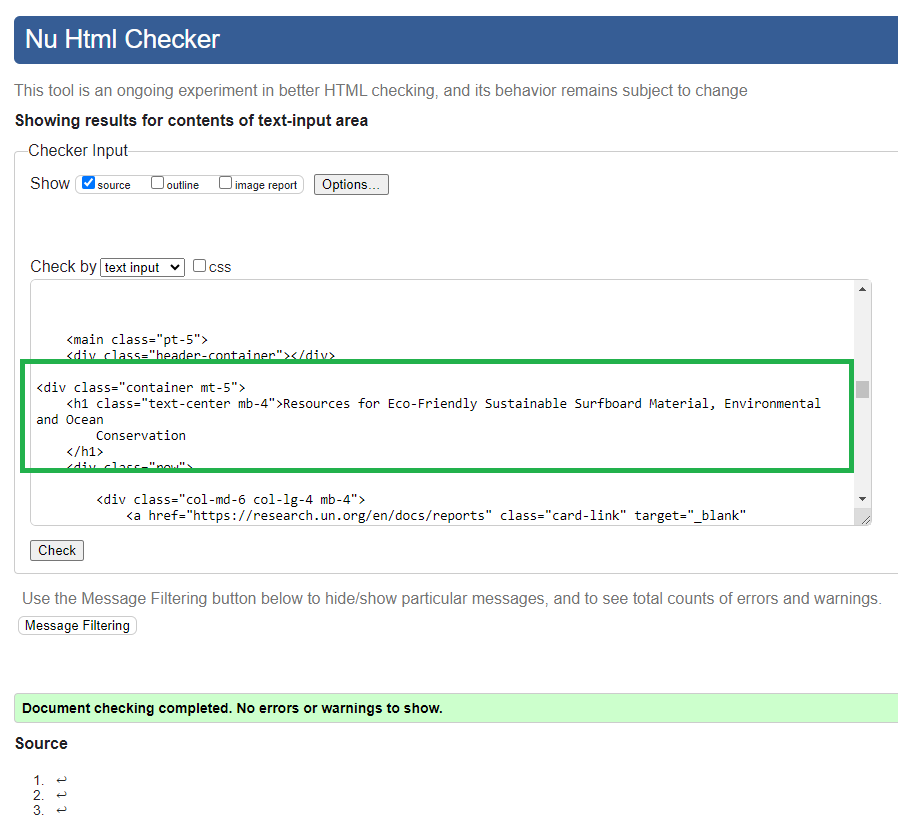 Nu Html Checker
This tool is an ongoing experiment in better HTML checking, and its behavior remains subject to change
Showing results for contents of text-input area
Checker Input
Show source outline image report Options...
Check by text input css
<main class="pt-5">
<div class="header-container"></div>
<div class="container mt-5">
<h1 class="text-center mb-4">Resources for Eco-Friendly Sustainable Surfboard Material, Environmental
and Ocean
Conservation
</h1>
<div class="row">
<div class="col-md-6 col-lg-4 mb-4">
<a href="https://research.un.org/en/docs/reports" class="card-link" target="_blank"
Check
Use the Message Filtering button below to hide/show particular messages, and to see total counts of errors and warnings.
Message Filtering
Document checking completed. No errors or warnings to show.
Source
1. ↩
2. ↩
3. ↩